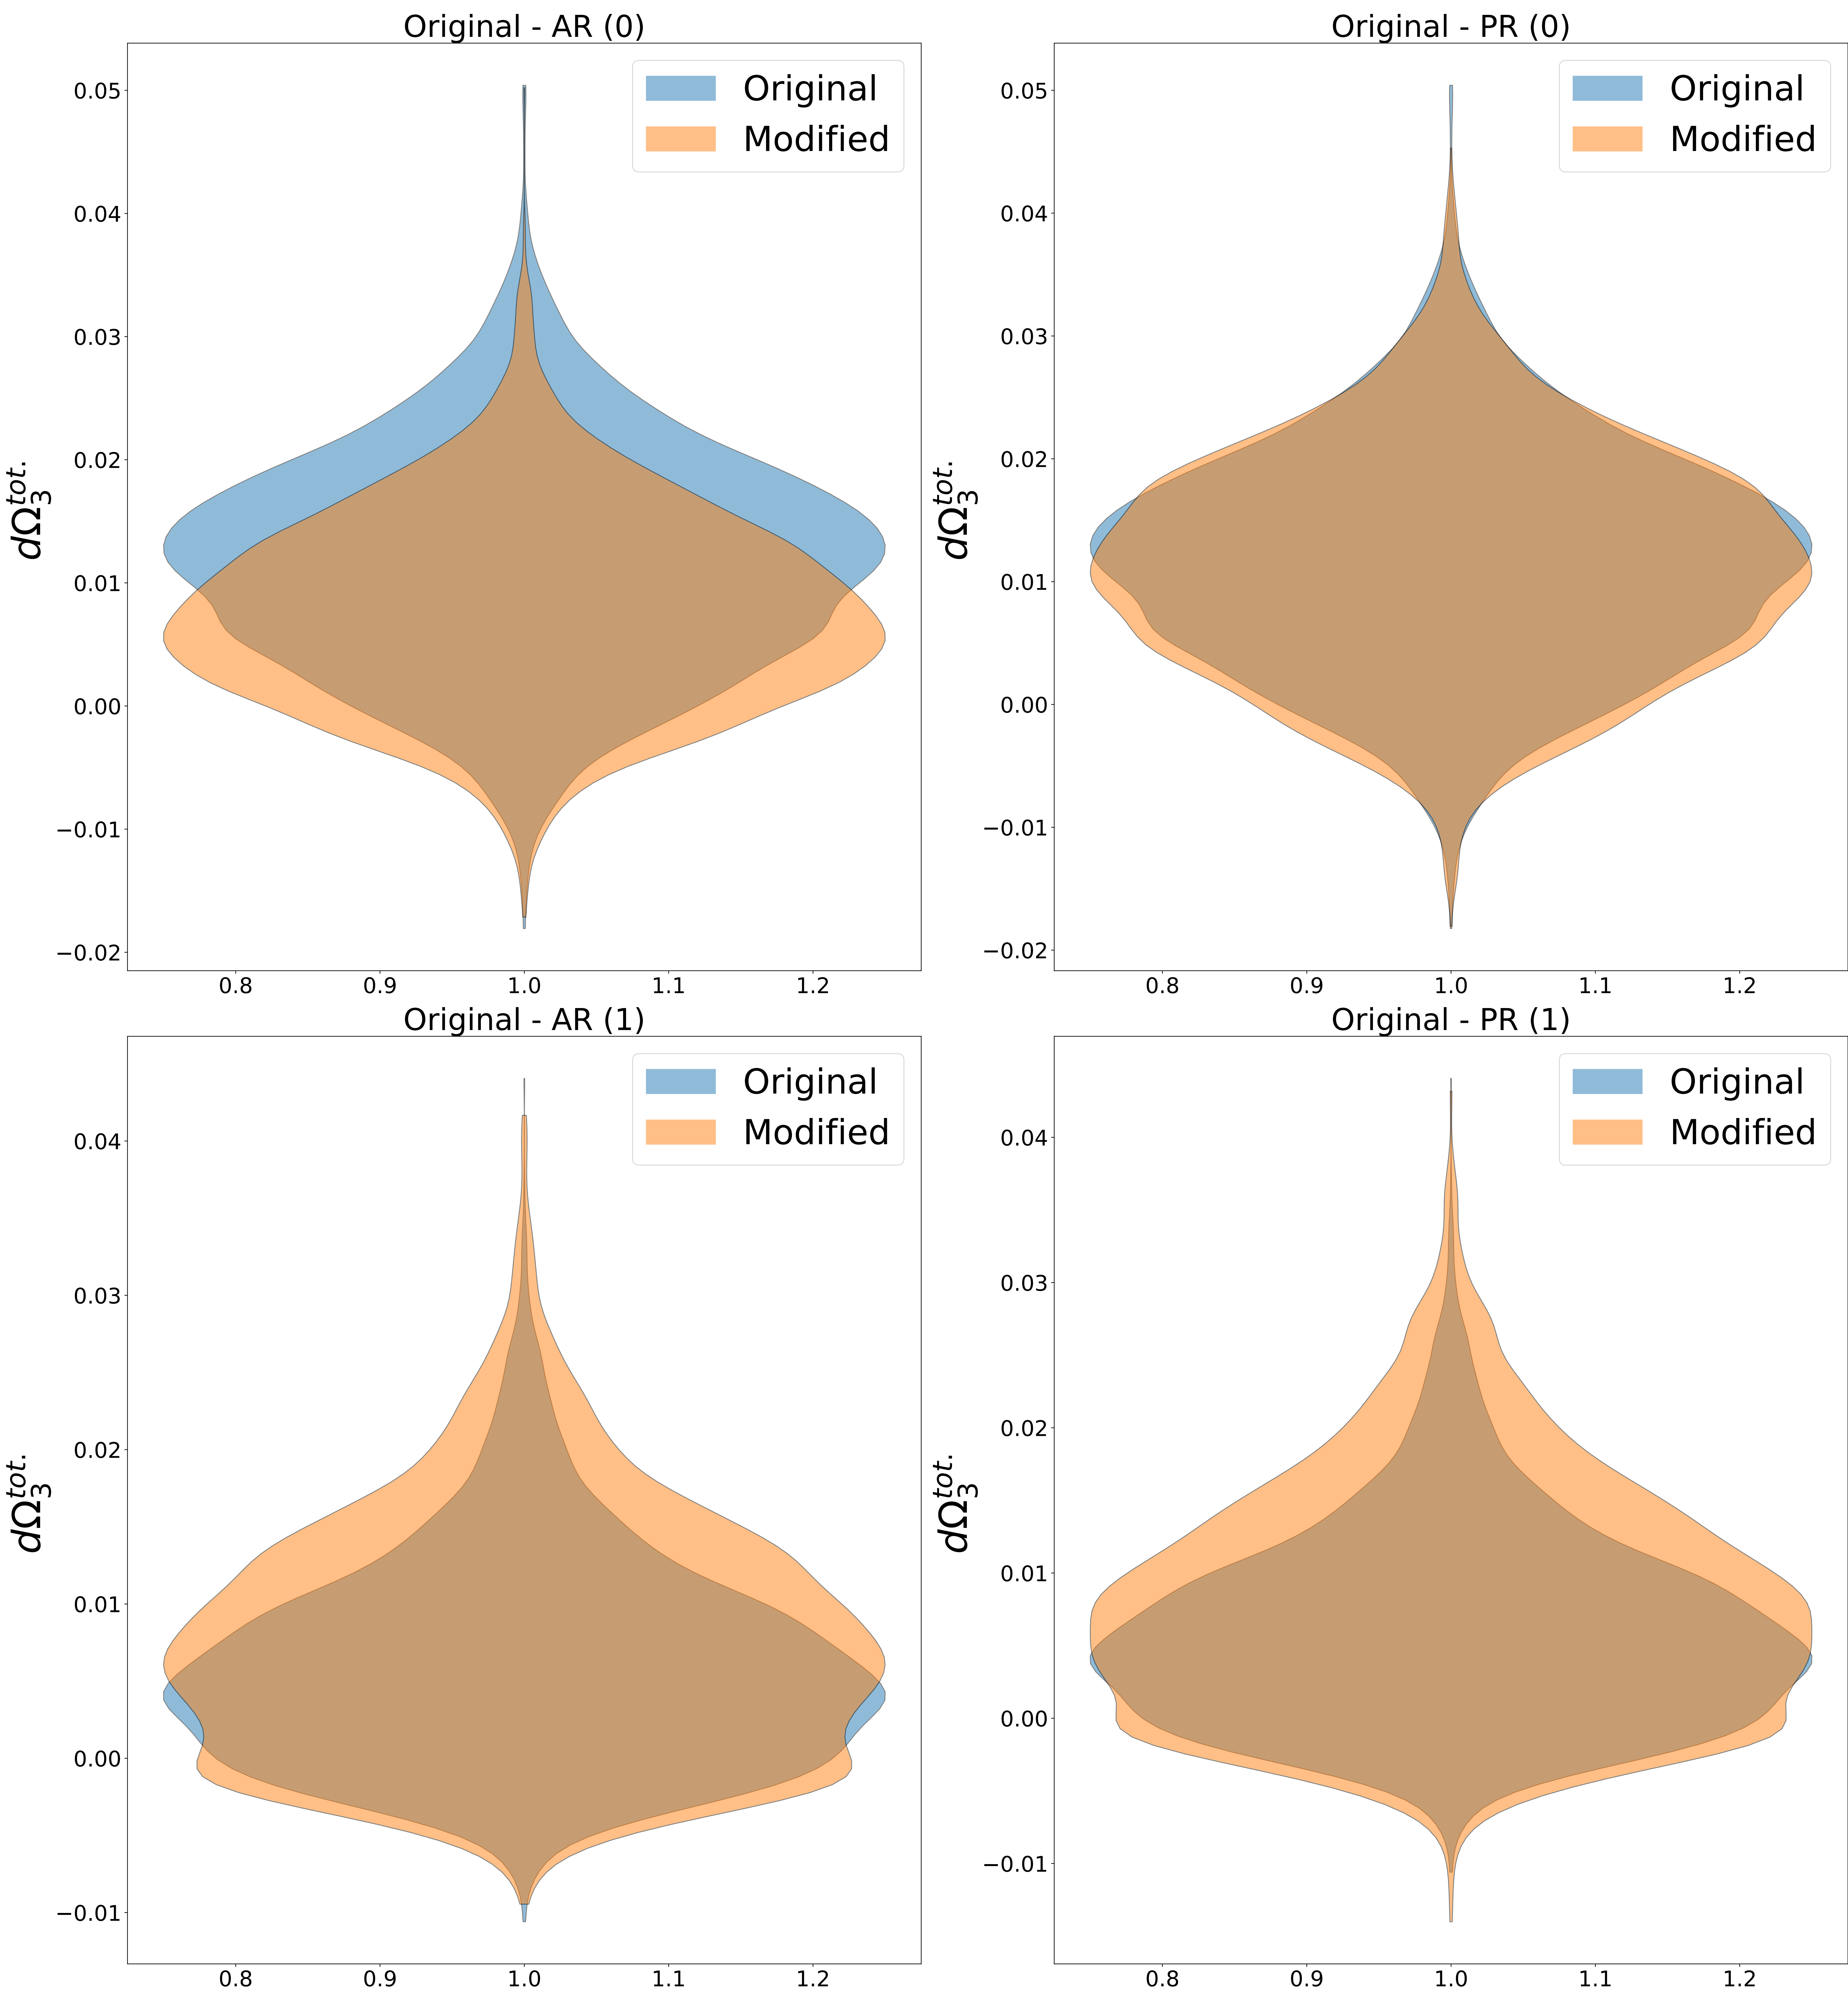 Original - AR (0)
Original
Modified
0.05
0.04
0.03
0.02
0.01
0.00
−0.01
−0.02
dΩ₃ᵗᵒᵗ·
0.8 0.9 1.0 1.1 1.2
Original - PR (0)
Original
Modified
0.05
0.04
0.03
0.02
0.01
0.00
−0.01
−0.02
dΩ₃ᵗᵒᵗ·
0.8 0.9 1.0 1.1 1.2
Original - AR (1)
Original
Modified
0.04
0.03
0.02
0.01
0.00
−0.01
dΩ₃ᵗᵒᵗ·
0.8 0.9 1.0 1.1 1.2
Original - PR (1)
Original
Modified
0.04
0.03
0.02
0.01
0.00
−0.01
dΩ₃ᵗᵒᵗ·
0.8 0.9 1.0 1.1 1.2